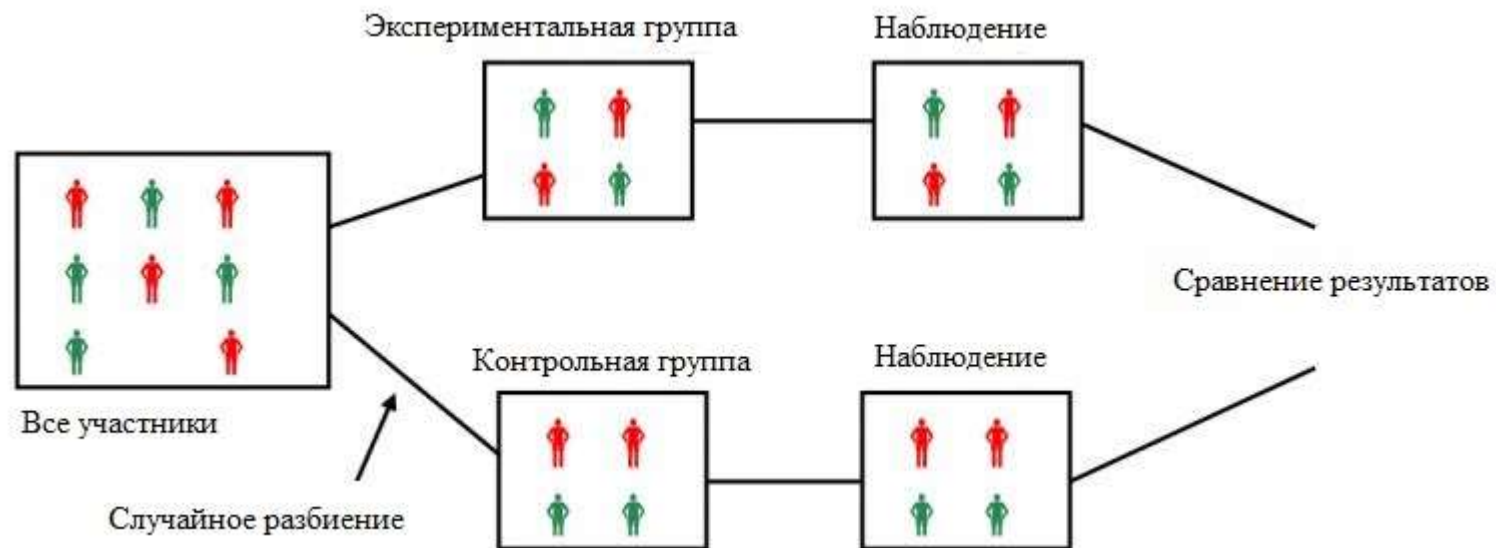 Экспериментальная группа
Наблюдение
Сравнение результатов
Контрольная группа
Наблюдение
Все участники
Случайное разбиение